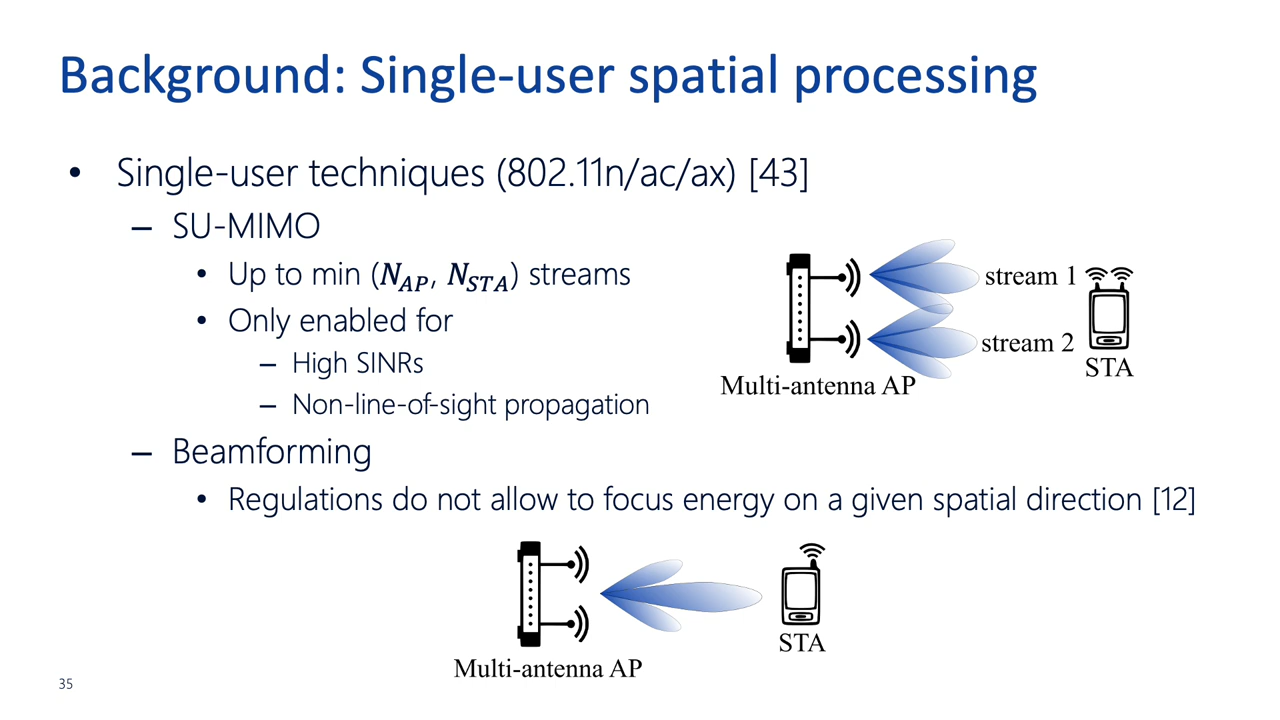 Background: Single-user spatial processing
• Single-user techniques (802.11n/ac/ax) [43]
– SU-MIMO
• Up to min (N_AP, N_STA) streams
• Only enabled for
– High SINRs
– Non-line-of-sight propagation
stream 1
stream 2
STA
Multi-antenna AP
– Beamforming
• Regulations do not allow to focus energy on a given spatial direction [12]
STA
Multi-antenna AP
35